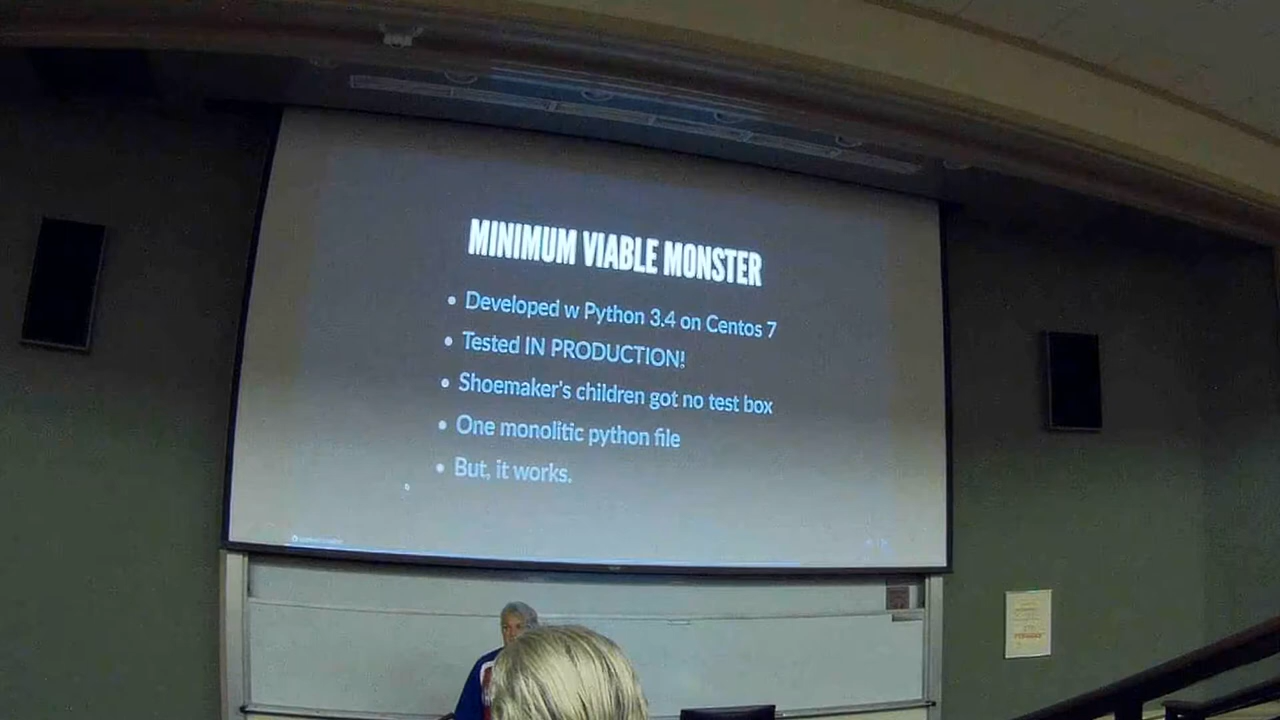 MINIMUM VIABLE MONSTER
• Developed w Python 3.4 on Centos 7
• Tested IN PRODUCTION!
• Shoemaker's children got no test box
• One monolitic python file
• But, it works.